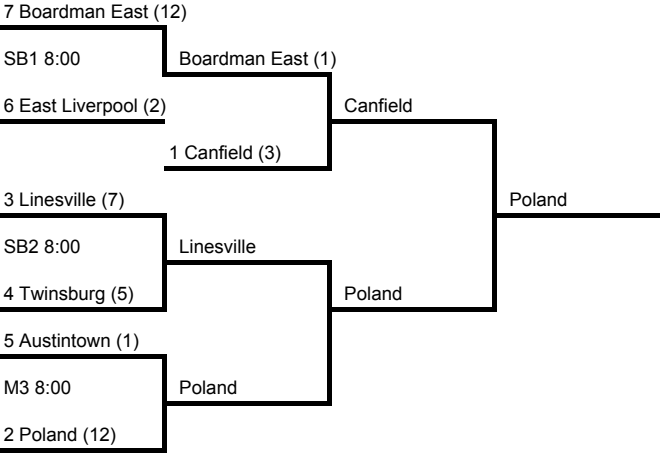 7 Boardman East (12)
SB1 8:00
Boardman East (1)
6 East Liverpool (2)
Canfield
1 Canfield (3)
3 Linesville (7)
Poland
SB2 8:00
Linesville
4 Twinsburg (5)
Poland
5 Austintown (1)
M3 8:00
Poland
2 Poland (12)